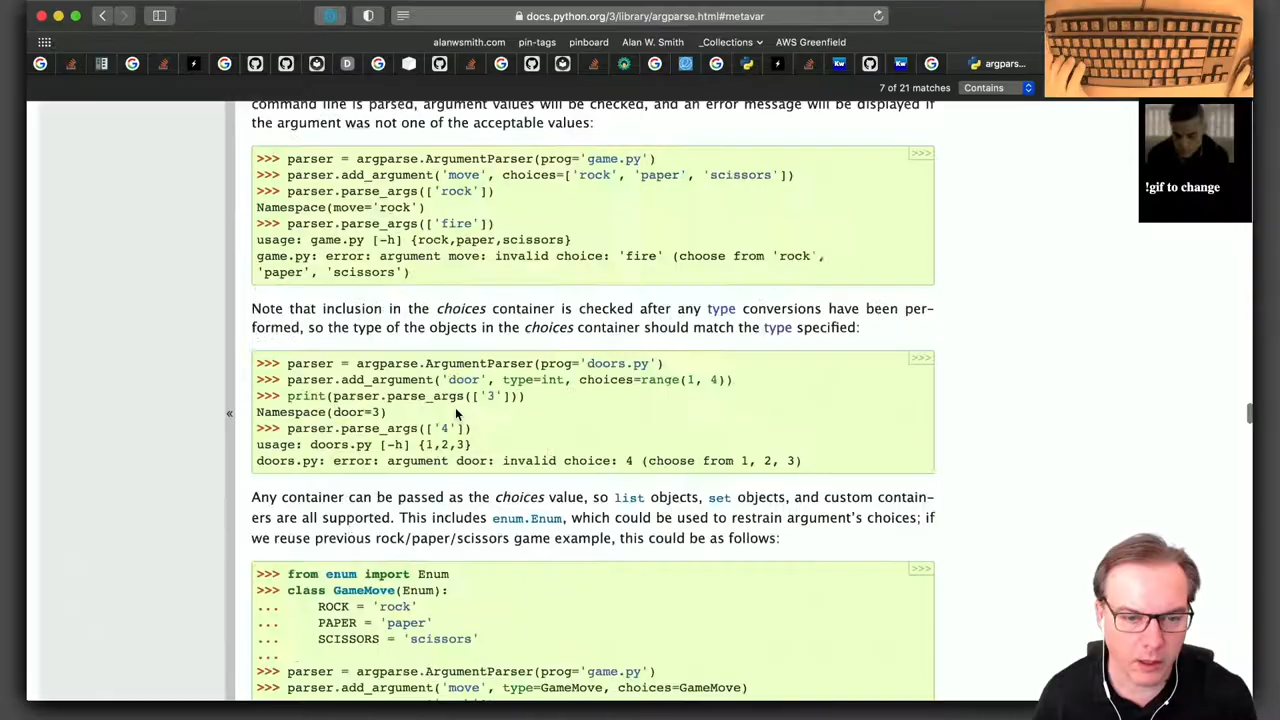 docs.python.org/3/library/argparse.html#metavar
alanwsmith.com pin-tags pinboard Alan W. Smith _Collections AWS Greenfield
argpars...
7 of 21 matches Contains
command line is parsed, argument values will be checked, and an error message will be displayed if
the argument was not one of the acceptable values:
>>>
>>> parser = argparse.ArgumentParser(prog='game.py')
>>> parser.add_argument('move', choices=['rock', 'paper', 'scissors'])
>>> parser.parse_args(['rock'])
Namespace(move='rock')
>>> parser.parse_args(['fire'])
usage: game.py [-h] {rock,paper,scissors}
game.py: error: argument move: invalid choice: 'fire' (choose from 'rock',
'paper', 'scissors')
!gif to change
Note that inclusion in the choices container is checked after any type conversions have been per-
formed, so the type of the objects in the choices container should match the type specified:
>>>
>>> parser = argparse.ArgumentParser(prog='doors.py')
>>> parser.add_argument('door', type=int, choices=range(1, 4))
>>> print(parser.parse_args(['3']))
Namespace(door=3)
>>> parser.parse_args(['4'])
usage: doors.py [-h] {1,2,3}
doors.py: error: argument door: invalid choice: 4 (choose from 1, 2, 3)
«
Any container can be passed as the choices value, so list objects, set objects, and custom contain-
ers are all supported. This includes enum.Enum, which could be used to restrain argument's choices; if
we reuse previous rock/paper/scissors game example, this could be as follows:
>>>
>>> from enum import Enum
>>> class GameMove(Enum):
... ROCK = 'rock'
... PAPER = 'paper'
... SCISSORS = 'scissors'
...
>>> parser = argparse.ArgumentParser(prog='game.py')
>>> parser.add_argument('move', type=GameMove, choices=GameMove)